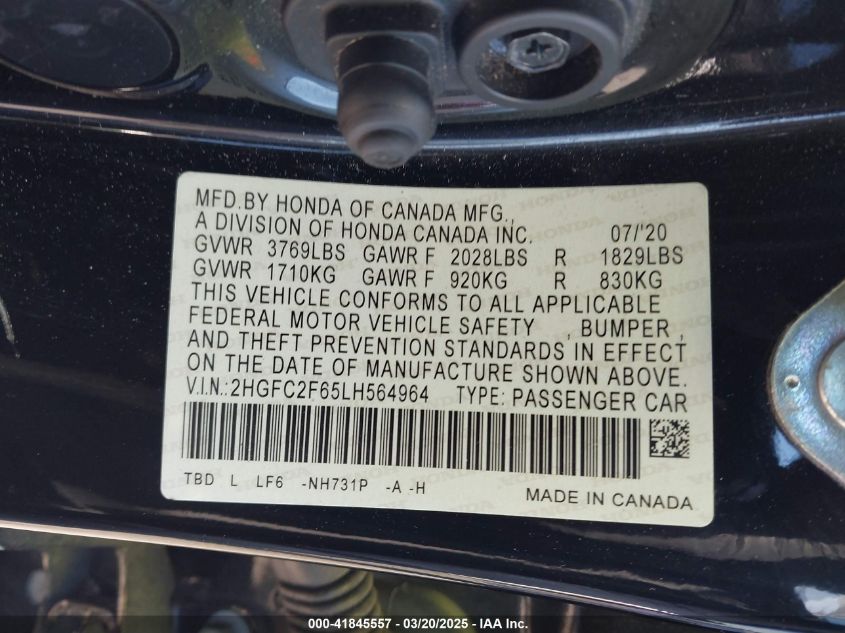 MFD.BY HONDA OF CANADA MFG.,
A DIVISION OF HONDA CANADA INC. 07/'20
GVWR 3769LBS GAWR F 2028LBS R 1829LBS
GVWR 1710KG GAWR F 920KG R 830KG
THIS VEHICLE CONFORMS TO ALL APPLICABLE
FEDERAL MOTOR VEHICLE SAFETY , BUMPER ,
AND THEFT PREVENTION STANDARDS IN EFFECT
ON THE DATE OF MANUFACTURE SHOWN ABOVE.
V.I.N.:2HGFC2F65LH564964 TYPE: PASSENGER CAR
TBD L LF6 -NH731P -A -H
MADE IN CANADA
000-41845557 - 03/20/2025 - IAA Inc.